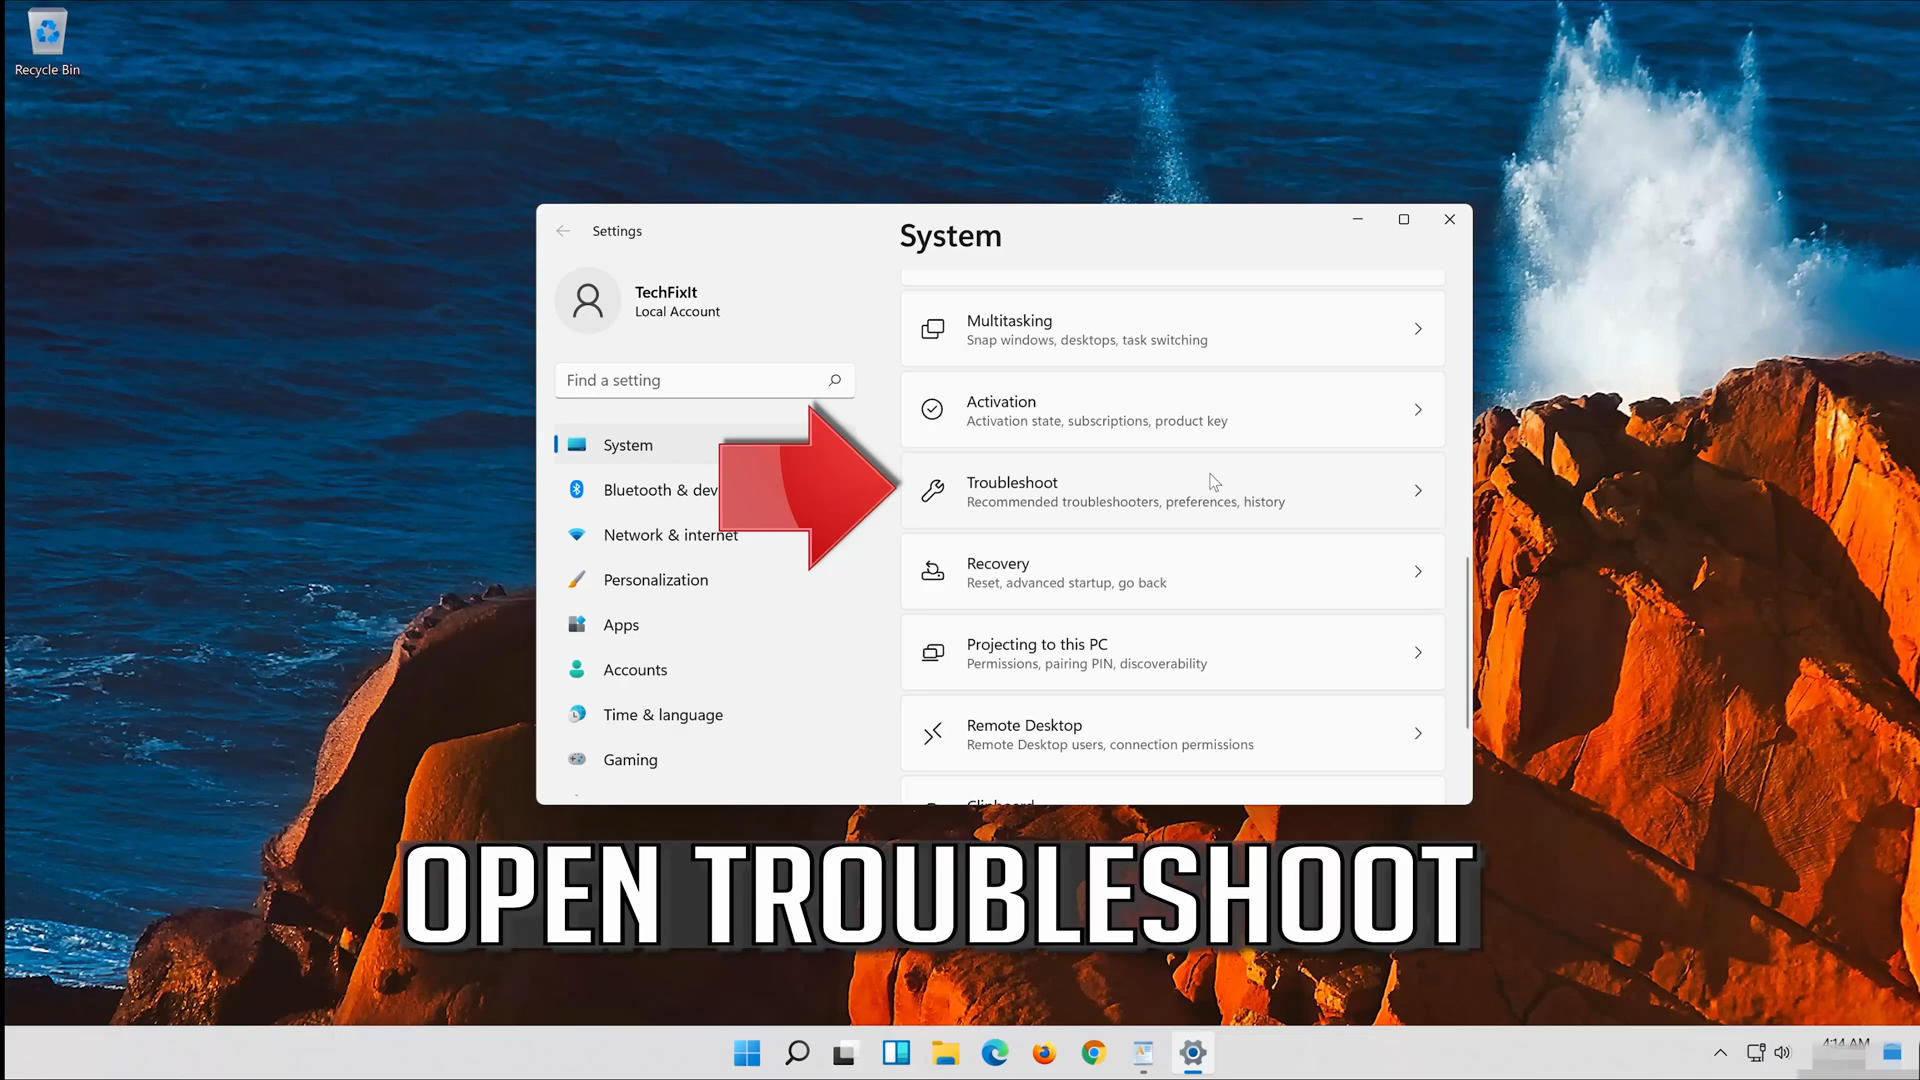 Recycle Bin
Settings
System
TechFixIt
Local Account
Find a setting
System
Bluetooth & dev
Network & internet
Personalization
Apps
Accounts
Time & language
Gaming
Multitasking
Snap windows, desktops, task switching
Activation
Activation state, subscriptions, product key
Troubleshoot
Recommended troubleshooters, preferences, history
Recovery
Reset, advanced startup, go back
Projecting to this PC
Permissions, pairing PIN, discoverability
Remote Desktop
Remote Desktop users, connection permissions
Clipboard
OPEN TROUBLESHOOT
4:14 AM